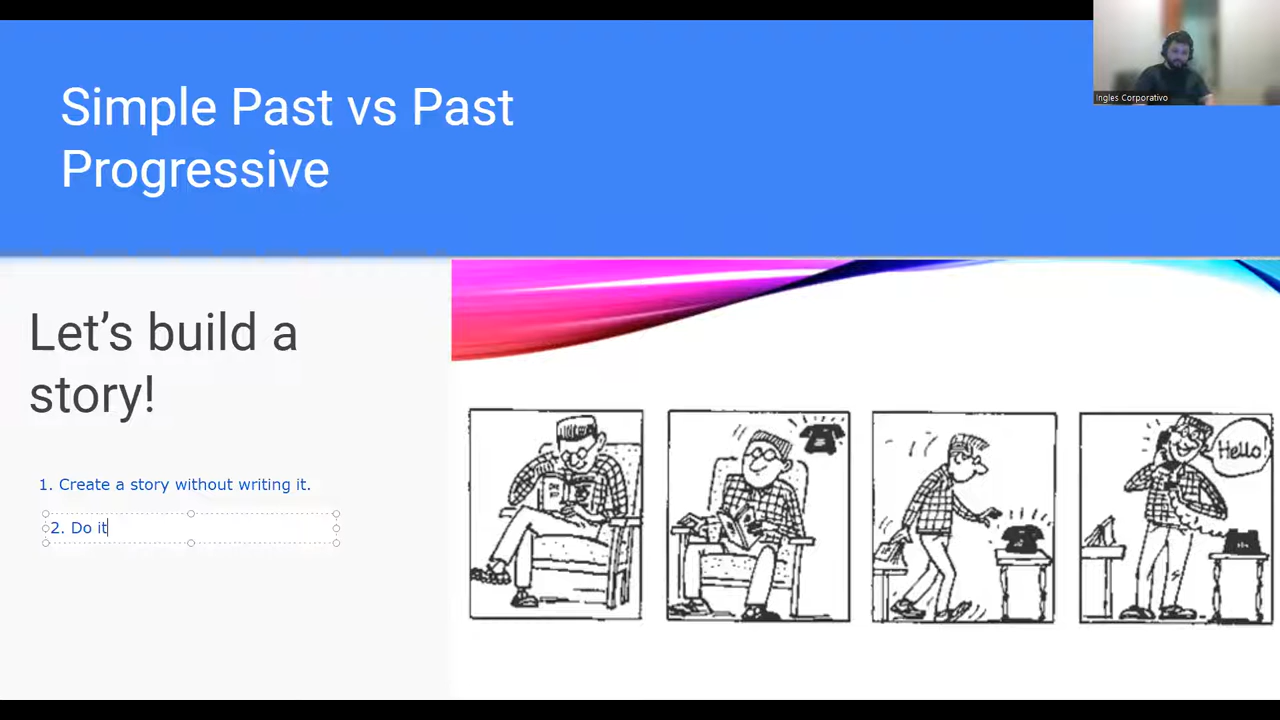 Simple Past vs Past
Progressive
Ingles Corporativo
Let’s build a
story!
1. Create a story without writing it.
2. Do it
Hello!